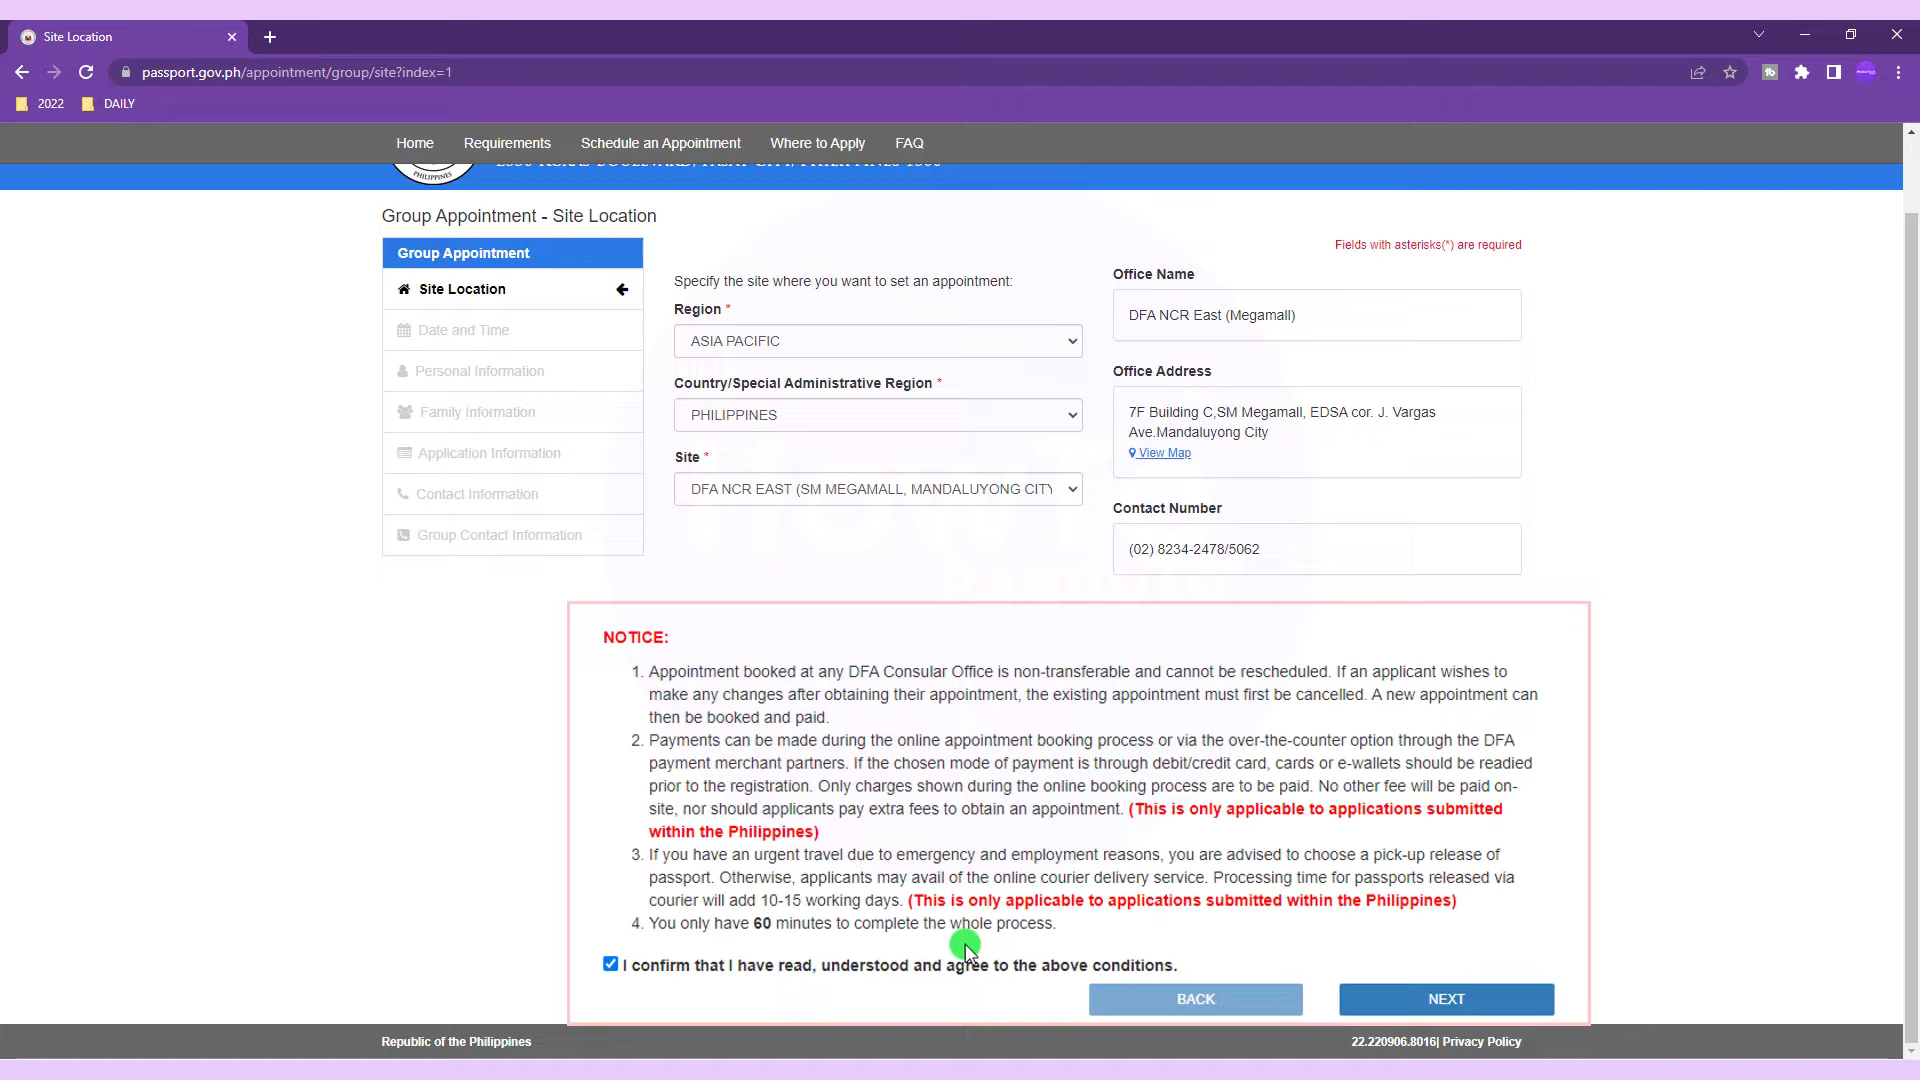 Site Location
passport.gov.ph/appointment/group/site?index=1
2022 DAILY
Home Requirements Schedule an Appointment Where to Apply FAQ
PHILIPPINES
2330 ROXAS BOULEVARD, PASAY CITY, PHILIPPINES 1300
Group Appointment - Site Location
Group Appointment
Site Location
Date and Time
Personal Information
Family Information
Application Information
Contact Information
Group Contact Information
Specify the site where you want to set an appointment:
Region *
ASIA PACIFIC
Country/Special Administrative Region *
PHILIPPINES
Site *
DFA NCR EAST (SM MEGAMALL, MANDALUYONG CITY
Fields with asterisks(*) are required
Office Name
DFA NCR East (Megamall)
Office Address
7F Building C,SM Megamall, EDSA cor. J. Vargas
Ave.Mandaluyong City
View Map
Contact Number
(02) 8234-2478/5062
NOTICE:
1. Appointment booked at any DFA Consular Office is non-transferable and cannot be rescheduled. If an applicant wishes to
make any changes after obtaining their appointment, the existing appointment must first be cancelled. A new appointment can
then be booked and paid.
2. Payments can be made during the online appointment booking process or via the over-the-counter option through the DFA
payment merchant partners. If the chosen mode of payment is through debit/credit card, cards or e-wallets should be readied
prior to the registration. Only charges shown during the online booking process are to be paid. No other fee will be paid on-
site, nor should applicants pay extra fees to obtain an appointment. (This is only applicable to applications submitted
within the Philippines)
3. If you have an urgent travel due to emergency and employment reasons, you are advised to choose a pick-up release of
passport. Otherwise, applicants may avail of the online courier delivery service. Processing time for passports released via
courier will add 10-15 working days. (This is only applicable to applications submitted within the Philippines)
4. You only have 60 minutes to complete the whole process.
I confirm that I have read, understood and agree to the above conditions.
BACK NEXT
Republic of the Philippines
22.220906.8016| Privacy Policy